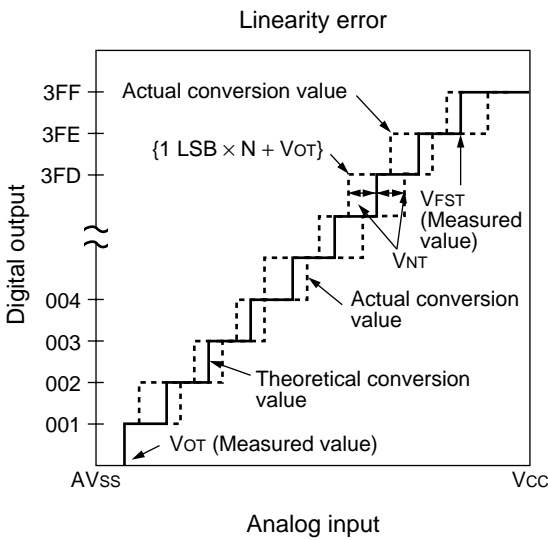 Linearity error
3FF
3FE
3FD
004
003
002
001
Digital output
Actual conversion value
{1 LSB × N + VOT}
VFST
(Measured
value)
VNT
Actual conversion
value
Theoretical conversion
value
VOT (Measured value)
AVSS
VCC
Analog input